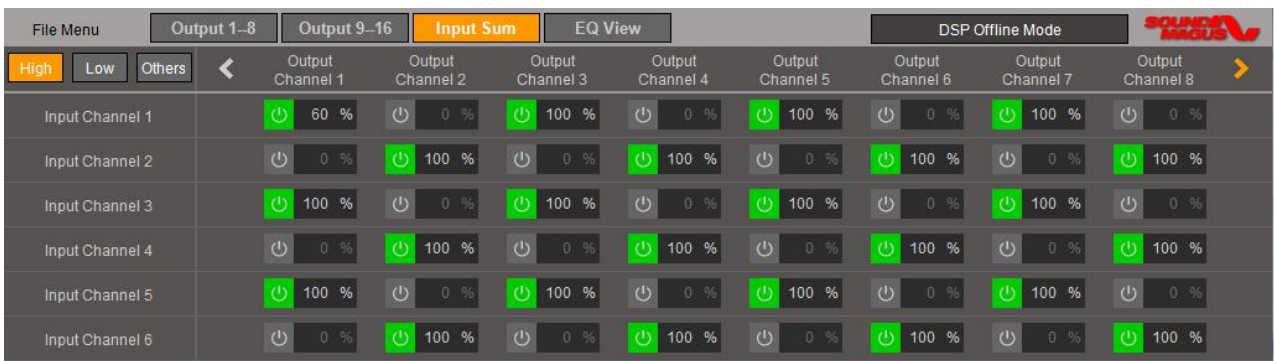 File Menu Output 1--8 Output 9--16 Input Sum EQ View DSP Offline Mode SOUND MAGUS
High Low Others Output Channel 1 Output Channel 2 Output Channel 3 Output Channel 4 Output Channel 5 Output Channel 6 Output Channel 7 Output Channel 8
Input Channel 1 60 % 0 % 100 % 0 % 100 % 0 % 100 % 0 %
Input Channel 2 0 % 100 % 0 % 100 % 0 % 100 % 0 % 100 %
Input Channel 3 100 % 0 % 100 % 0 % 100 % 0 % 100 % 0 %
Input Channel 4 0 % 100 % 0 % 100 % 0 % 100 % 0 % 100 %
Input Channel 5 100 % 0 % 100 % 0 % 100 % 0 % 100 % 0 %
Input Channel 6 0 % 100 % 0 % 100 % 0 % 100 % 0 % 100 %